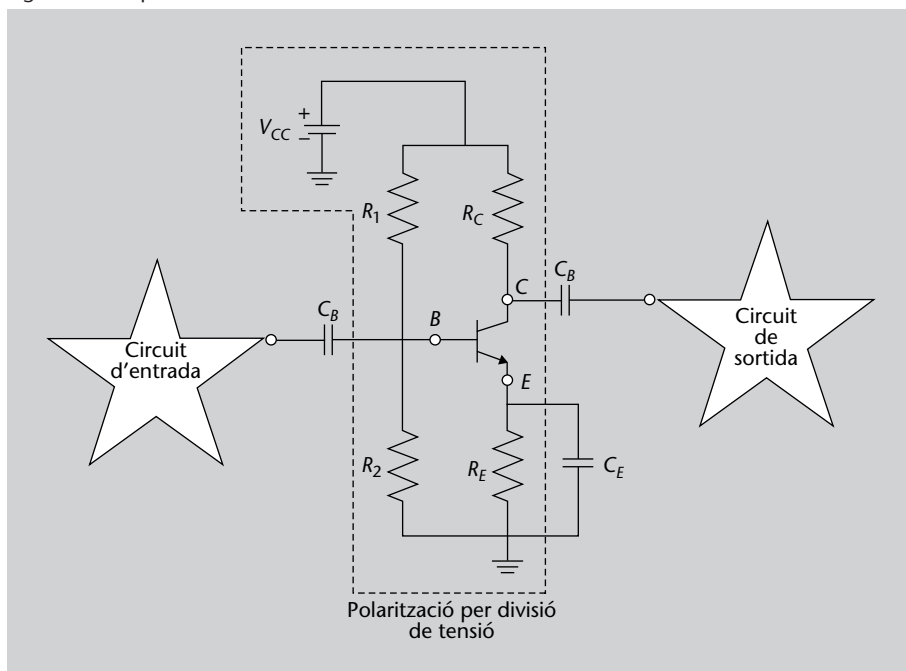 V_CC
+
–
R_1
R_C
C_B
B
C
C_B
E
Circuit
d'entrada
Circuit
de
sortida
R_2
R_E
C_E
Polarització per divisió
de tensió